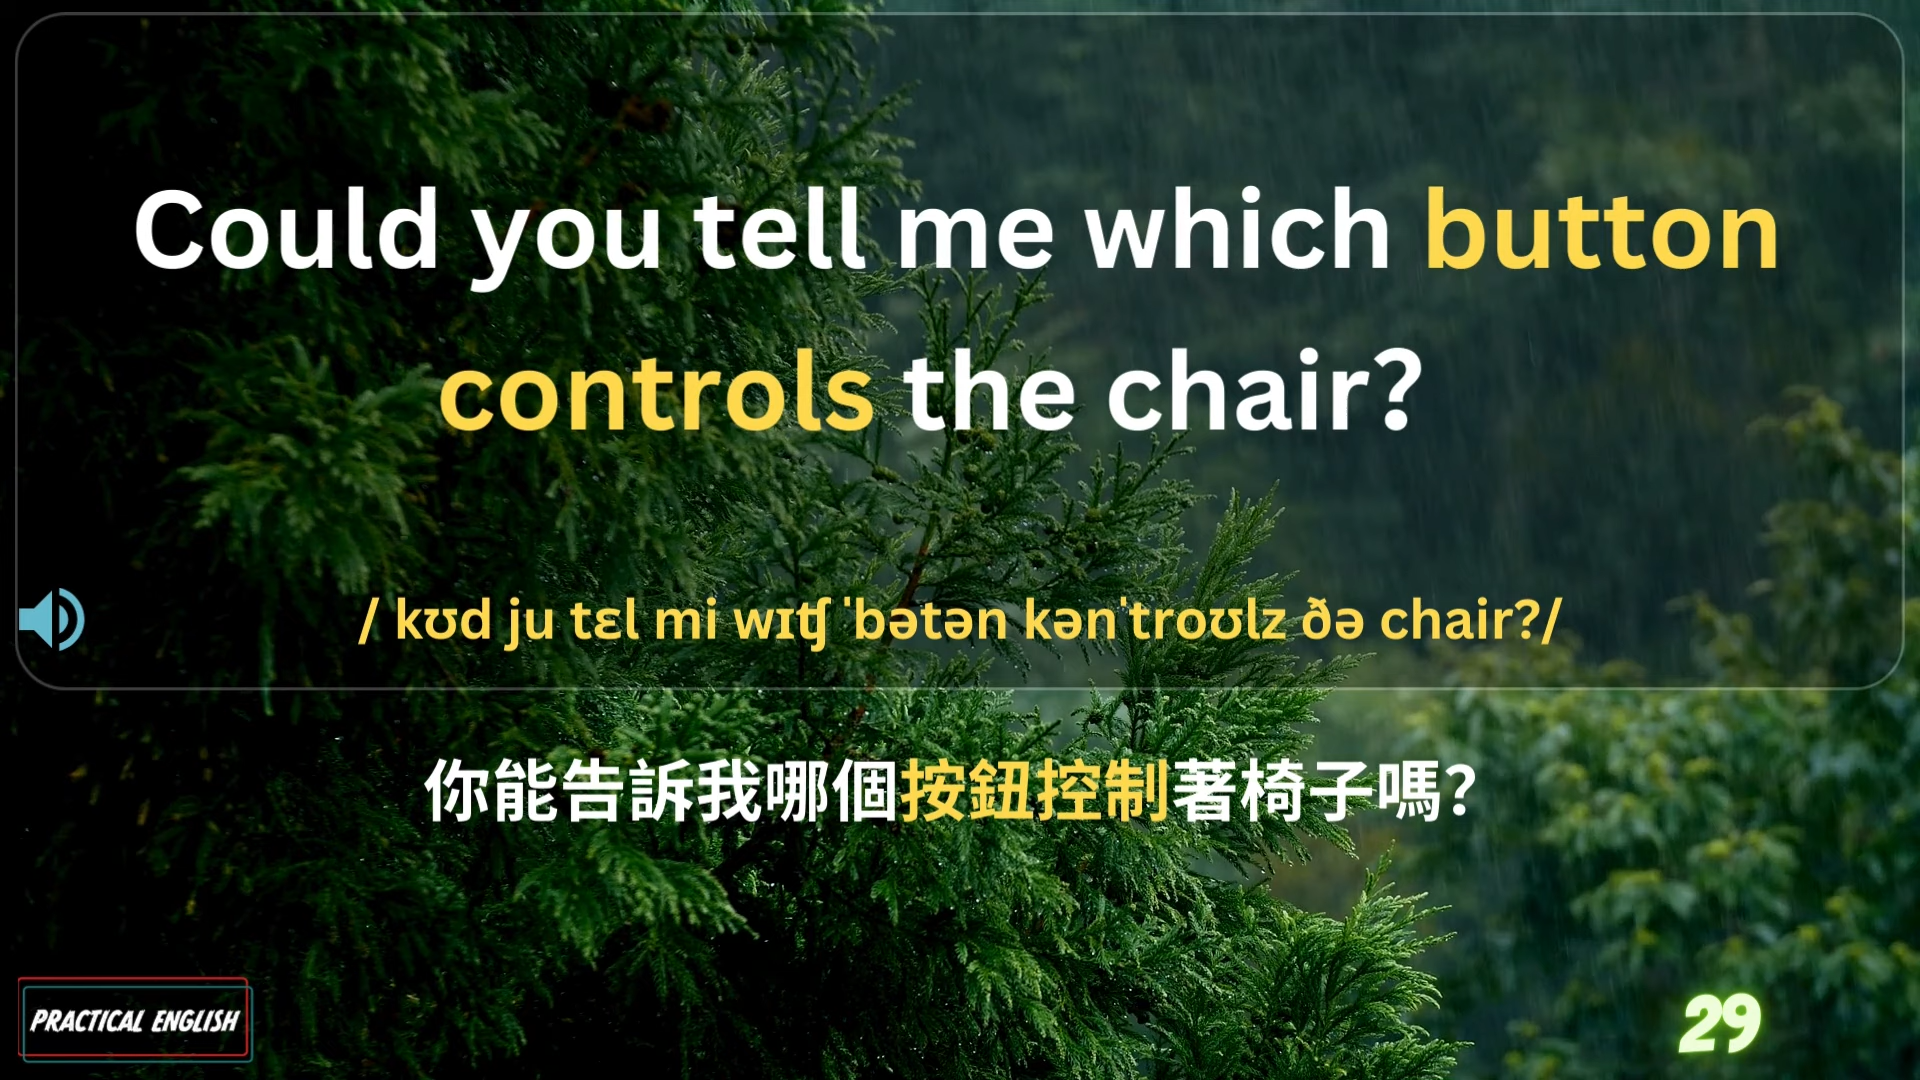 Could you tell me which button
controls the chair?
/ kʊd ju tɛl mi wɪʧ ˈbətən kənˈtroʊlz ðə chair?/
你能告訴我哪個按鈕控制著椅子嗎？
PRACTICAL ENGLISH
29